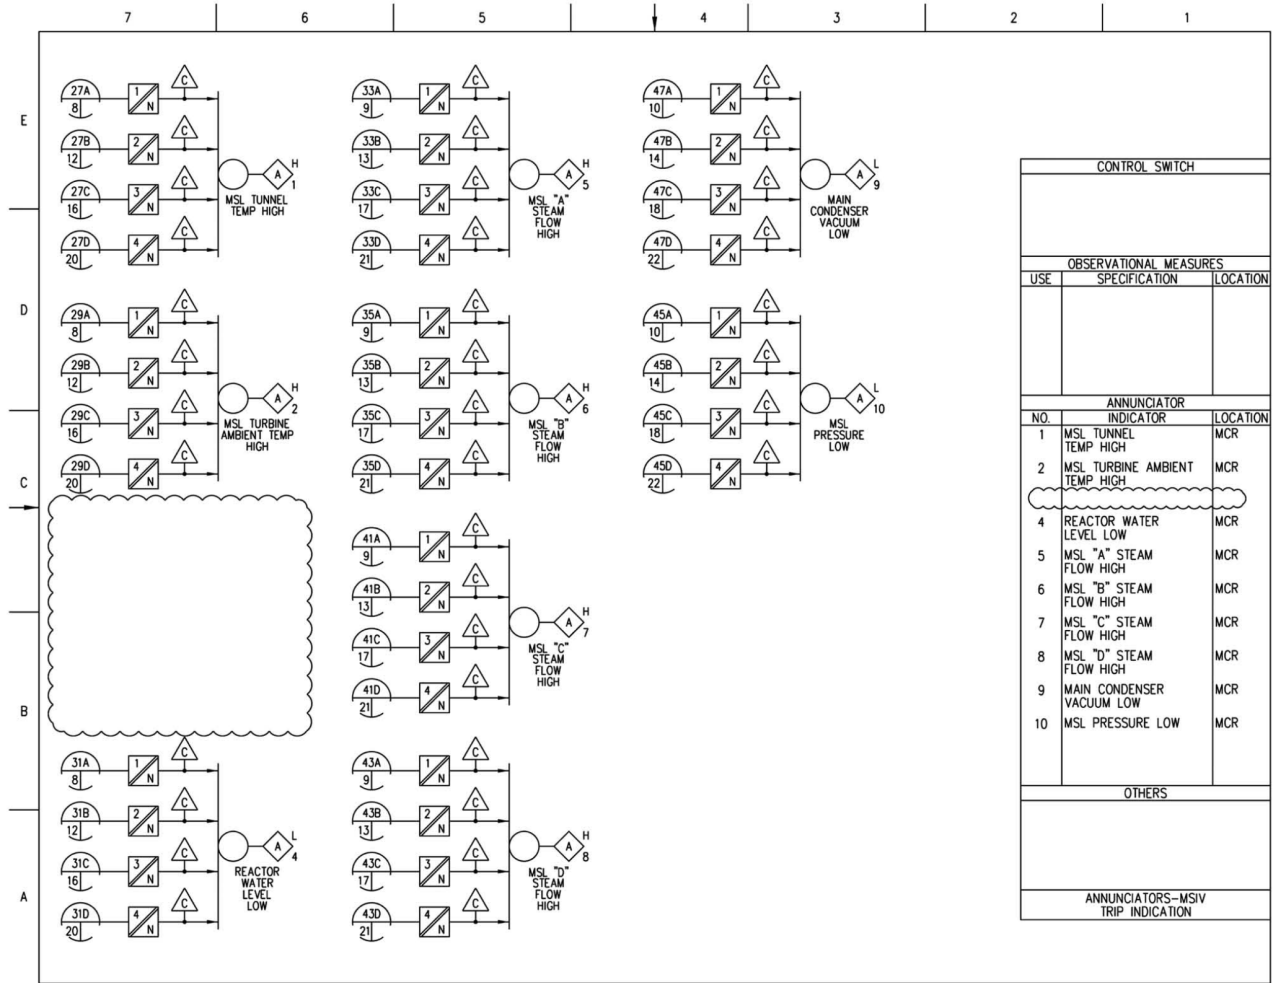 7 6 5 4 3 2 1
E
D
C
B
A
27A
8
1
N
C
27B
12
2
N
C
27C
16
3
N
C
27D
20
4
N
C
A
H
1
MSL TUNNEL
TEMP HIGH
29A
8
1
N
C
29B
12
2
N
C
29C
16
3
N
C
29D
20
4
N
C
A
H
2
MSL TURBINE
AMBIENT TEMP
HIGH
31A
8
1
N
C
31B
12
2
N
C
31C
16
3
N
C
31D
20
4
N
C
A
L
4
REACTOR
WATER
LEVEL
LOW
33A
9
1
N
C
33B
13
2
N
C
33C
17
3
N
C
33D
21
4
N
C
A
H
5
MSL "A"
STEAM
FLOW
HIGH
35A
9
1
N
C
35B
13
2
N
C
35C
17
3
N
C
35D
21
4
N
C
A
H
6
MSL "B"
STEAM
FLOW
HIGH
41A
9
1
N
C
41B
13
2
N
C
41C
17
3
N
C
41D
21
4
N
C
A
H
7
MSL "C"
STEAM
FLOW
HIGH
43A
9
1
N
C
43B
13
2
N
C
43C
17
3
N
C
43D
21
4
N
C
A
H
8
MSL "D"
STEAM
FLOW
HIGH
47A
10
1
N
C
47B
14
2
N
C
47C
18
3
N
C
47D
22
4
N
C
A
L
9
MAIN
CONDENSER
VACUUM
LOW
45A
10
1
N
C
45B
14
2
N
C
45C
18
3
N
C
45D
22
4
N
C
A
L
10
MSL
PRESSURE
LOW
CONTROL SWITCH
OBSERVATIONAL MEASURES
USE SPECIFICATION LOCATION
ANNUNCIATOR
NO. INDICATOR LOCATION
1 MSL TUNNEL MCR
TEMP HIGH
2 MSL TURBINE AMBIENT MCR
TEMP HIGH
4 REACTOR WATER MCR
LEVEL LOW
5 MSL "A" STEAM MCR
FLOW HIGH
6 MSL "B" STEAM MCR
FLOW HIGH
7 MSL "C" STEAM MCR
FLOW HIGH
8 MSL "D" STEAM MCR
FLOW HIGH
9 MAIN CONDENSER MCR
VACUUM LOW
10 MSL PRESSURE LOW MCR
OTHERS
ANNUNCIATORS-MSIV
TRIP INDICATION